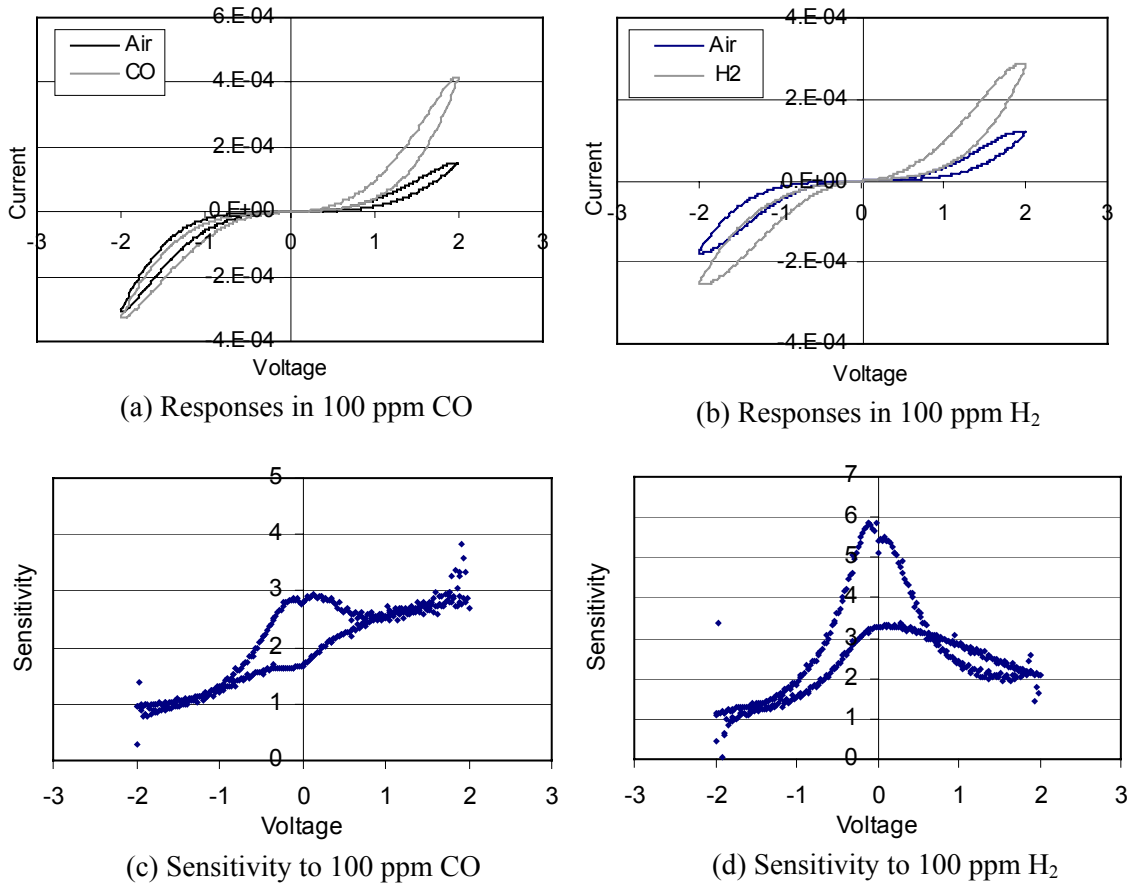 6.E-04
Air
CO
4.E-04
2.E-04
0.E+00
-2.E-04
-4.E-04
-3 -2 -1 0 1 2 3
Current
Voltage
(a) Responses in 100 ppm CO
4.E-04
Air
H2
2.E-04
0.E+00
-2.E-04
-4.E-04
-3 -2 -1 0 1 2 3
Current
Voltage
(b) Responses in 100 ppm H₂
5
4
3
2
1
0
-3 -2 -1 0 1 2 3
Sensitivity
Voltage
(c) Sensitivity to 100 ppm CO
7
6
5
4
3
2
1
0
-3 -2 -1 0 1 2 3
Sensitivity
Voltage
(d) Sensitivity to 100 ppm H₂